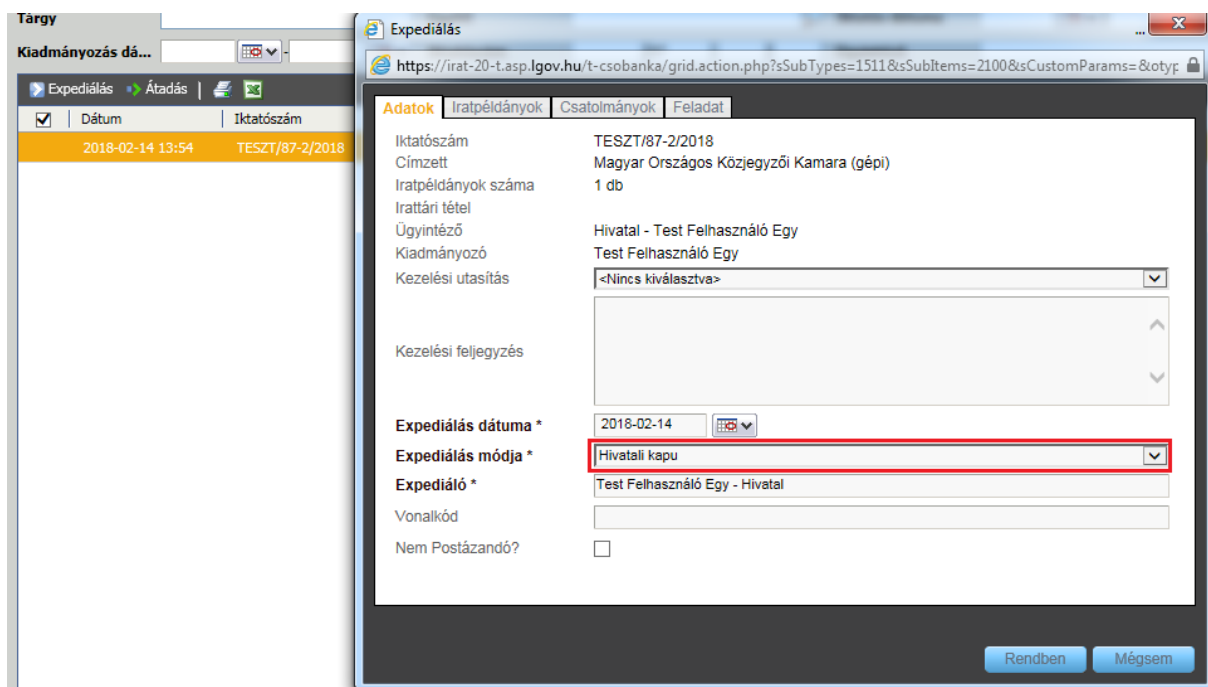 Tárgy
Kiadmányozás dá...
-
Expediálás Átadás |
Dátum Iktatószám
2018-02-14 13:54 TESZT/87-2/2018
Expediálás
...
https://irat-20-t.asp.lgov.hu/t-csobanka/grid.action.php?sSubTypes=1511&sSubItems=2100&sCustomParams=&otyp
Adatok Iratpéldányok Csatolmányok Feladat
Iktatószám TESZT/87-2/2018
Címzett Magyar Országos Közjegyzői Kamara (gépi)
Iratpéldányok száma 1 db
Irattári tétel
Ügyintéző Hivatal - Test Felhasználó Egy
Kiadmányozó Test Felhasználó Egy
Kezelési utasítás <Nincs kiválasztva>
Kezelési feljegyzés
Expediálás dátuma * 2018-02-14
Expediálás módja * Hivatali kapu
Expediáló * Test Felhasználó Egy - Hivatal
Vonalkód
Nem Postázandó?
Rendben Mégsem